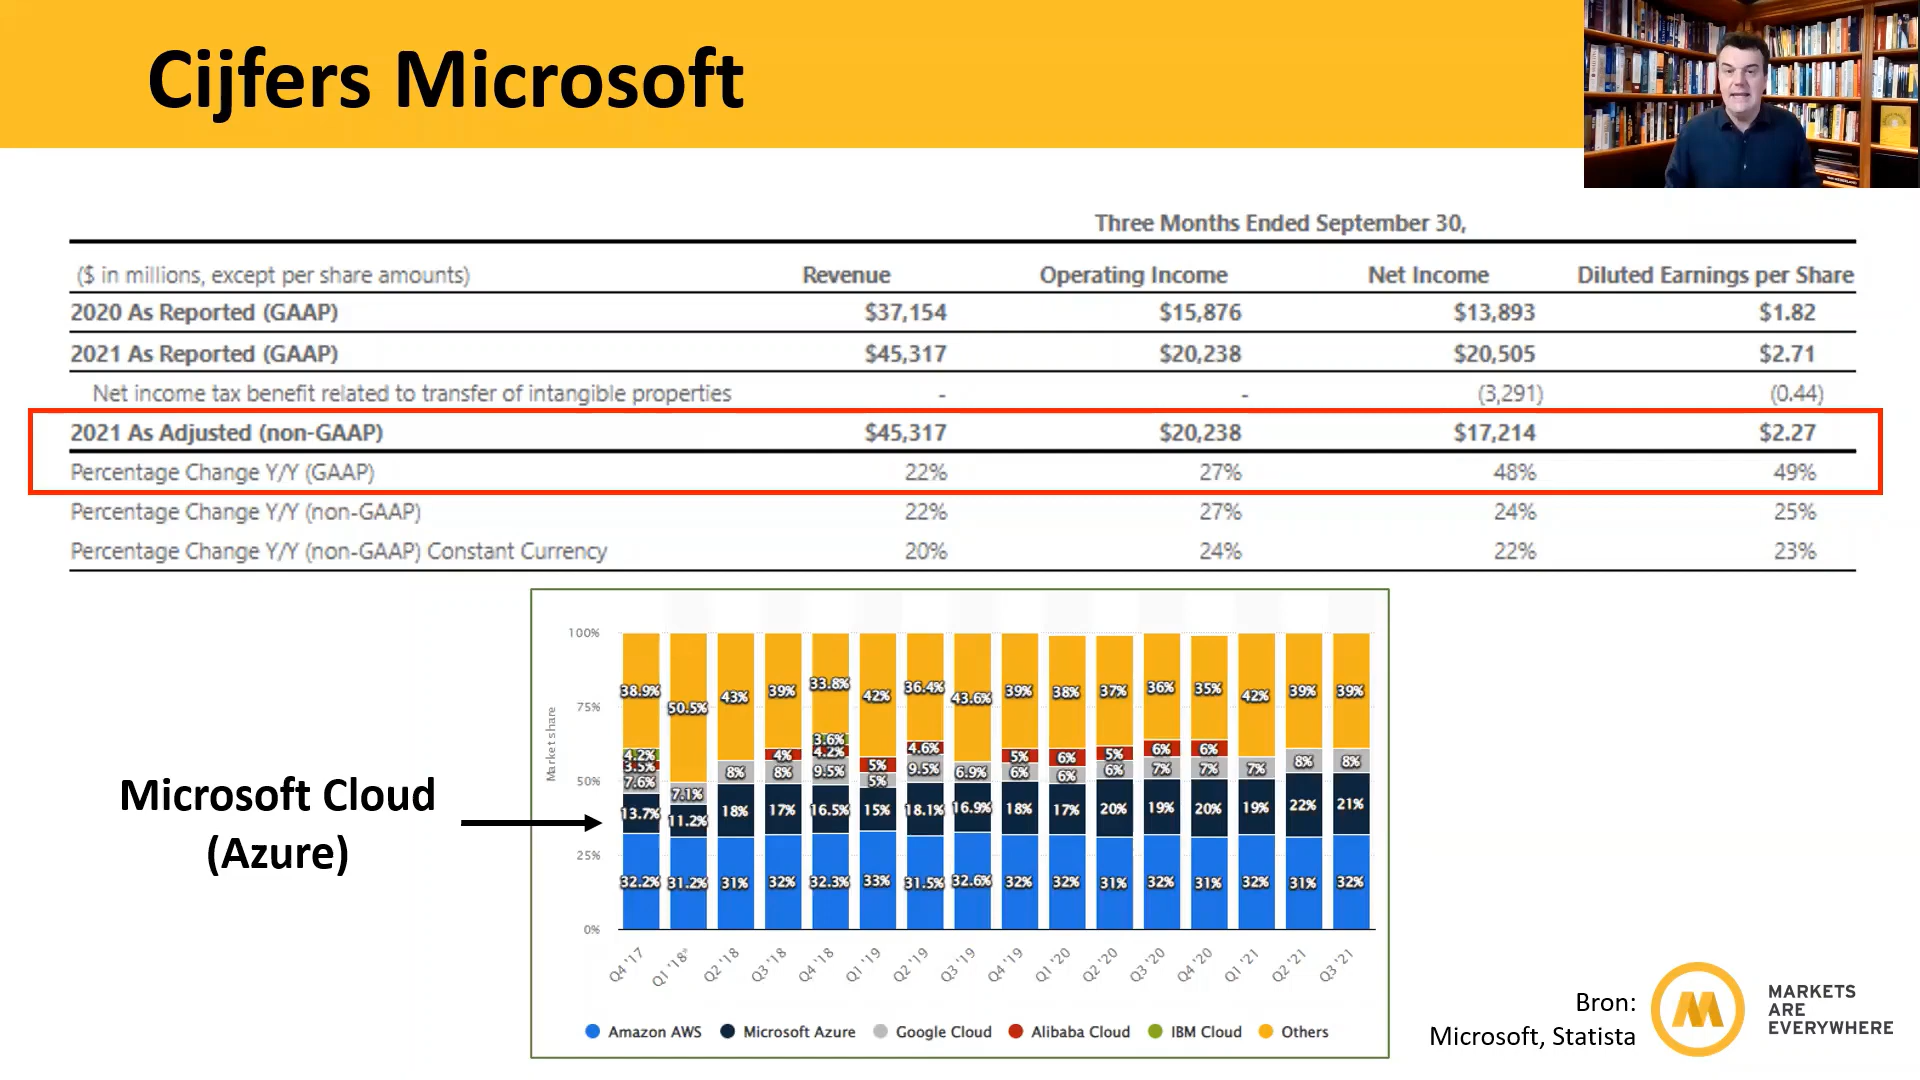 Cijfers Microsoft
Three Months Ended September 30,
($ in millions, except per share amounts) Revenue Operating Income Net Income Diluted Earnings per Share
2020 As Reported (GAAP) $37,154 $15,876 $13,893 $1.82
2021 As Reported (GAAP) $45,317 $20,238 $20,505 $2.71
Net income tax benefit related to transfer of intangible properties - - (3,291) (0.44)
2021 As Adjusted (non-GAAP) $45,317 $20,238 $17,214 $2.27
Percentage Change Y/Y (GAAP) 22% 27% 48% 49%
Percentage Change Y/Y (non-GAAP) 22% 27% 24% 25%
Percentage Change Y/Y (non-GAAP) Constant Currency 20% 24% 22% 23%
Microsoft Cloud
(Azure)
Market share
100%
75%
50%
25%
0%
38.9% 50.5% 43% 39% 33.8% 42% 36.4% 43.6% 39% 38% 37% 36% 35% 42% 39% 39%
4.2% 3.6%
3.5% 4% 4.2% 5% 4.6% 5% 6% 5% 6% 6%
7.6% 7.1% 8% 8% 9.5% 5% 9.5% 6.9% 6% 6% 6% 7% 7% 7% 8% 8%
13.7% 11.2% 18% 17% 16.5% 15% 18.1% 16.9% 18% 17% 20% 19% 20% 19% 22% 21%
32.2% 31.2% 31% 32% 32.3% 33% 31.5% 32.6% 32% 32% 31% 32% 31% 32% 31% 32%
Q4 '17 Q1 '18* Q2 '18 Q3 '18 Q4 '18 Q1 '19 Q2 '19 Q3 '19 Q4 '19 Q1 '20 Q2 '20 Q3 '20 Q4 '20 Q1 '21 Q2 '21 Q3 '21
Amazon AWS Microsoft Azure Google Cloud Alibaba Cloud IBM Cloud Others
Bron:
Microsoft, Statista
MARKETS
ARE
EVERYWHERE